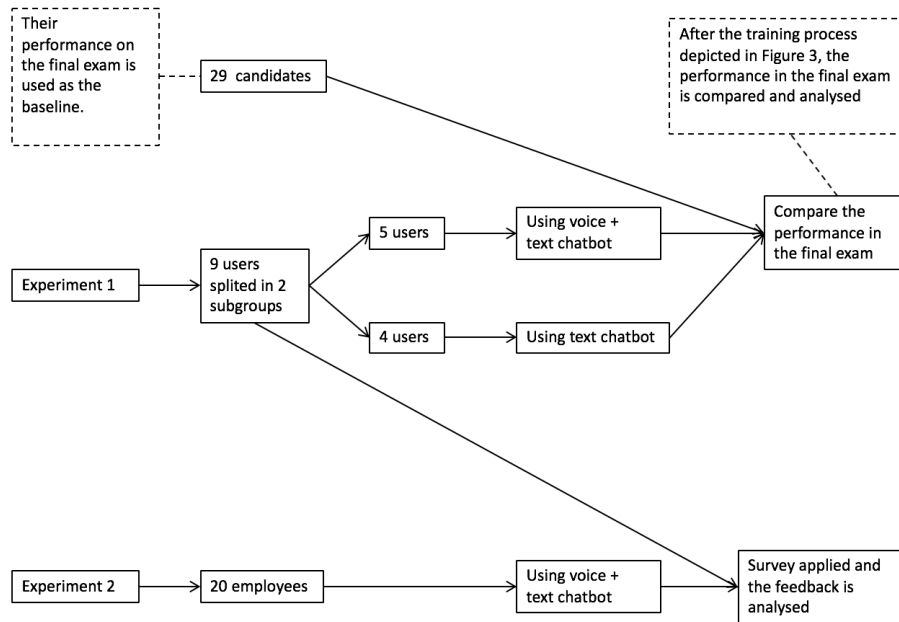 Their
performance on
the final exam is
used as the
baseline.
29 candidates
After the training process
depicted in Figure 3, the
performance in the final exam
is compared and analysed
Experiment 1
9 users
splited in 2
subgroups
5 users
Using voice +
text chatbot
Compare the
performance in
the final exam
4 users
Using text chatbot
Experiment 2
20 employees
Using voice +
text chatbot
Survey applied and
the feedback is
analysed